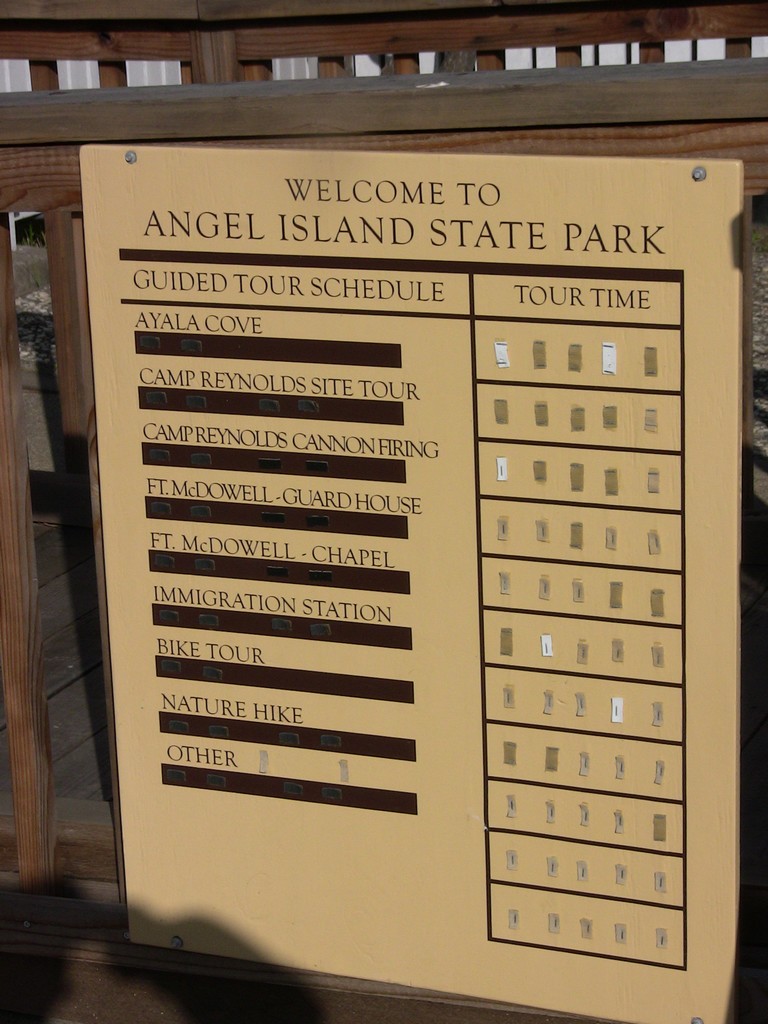 WELCOME TO
ANGEL ISLAND STATE PARK
GUIDED TOUR SCHEDULE
TOUR TIME
AYALA COVE
CAMP REYNOLDS SITE TOUR
CAMP REYNOLDS CANNON FIRING
FT. McDOWELL - GUARD HOUSE
FT. McDOWELL - CHAPEL
IMMIGRATION STATION
BIKE TOUR
NATURE HIKE
OTHER